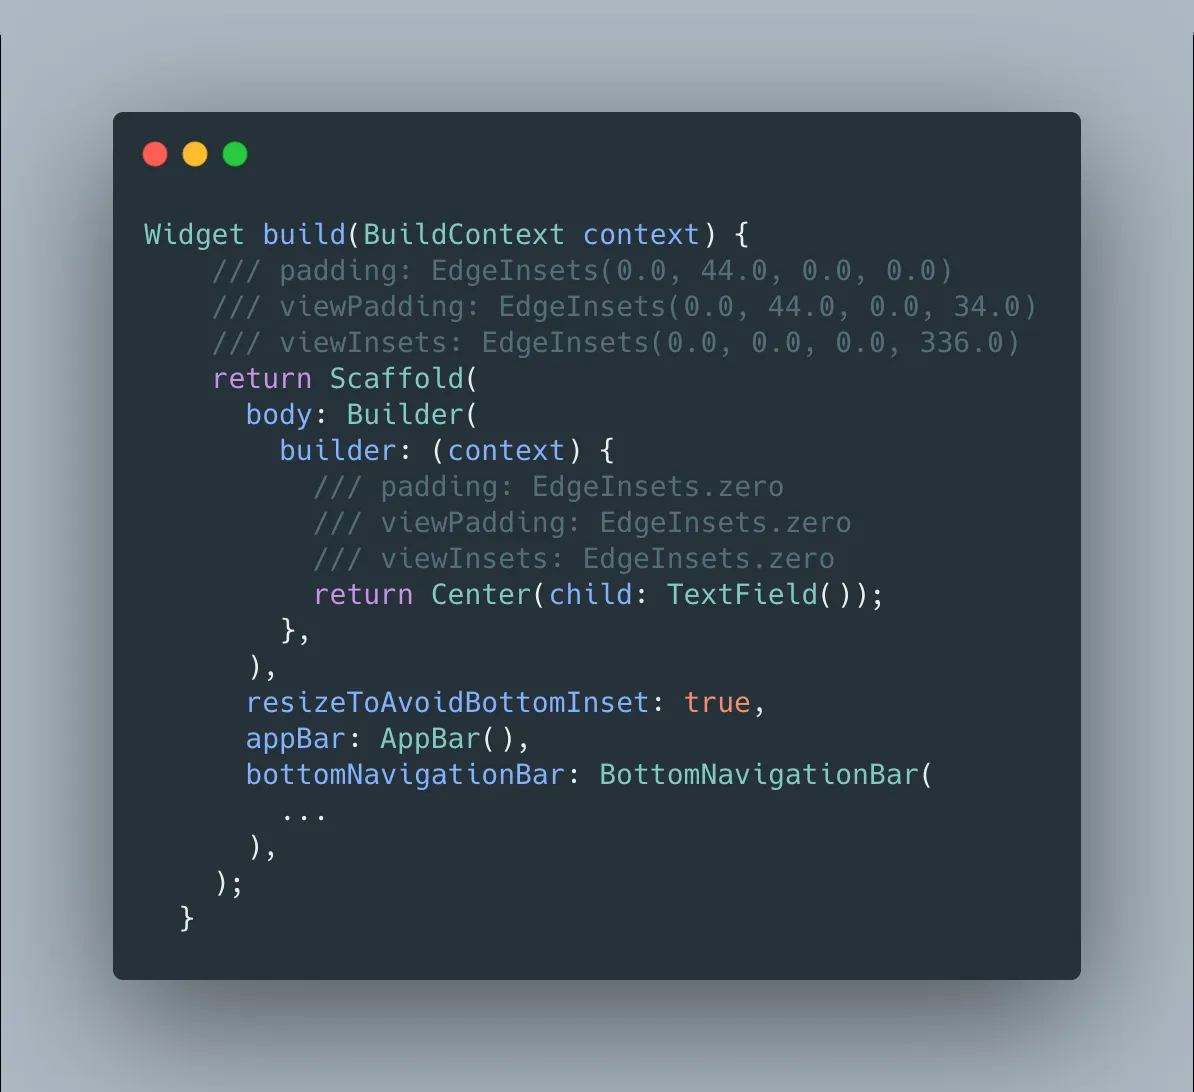 Widget build(BuildContext context) {
    /// padding: EdgeInsets(0.0, 44.0, 0.0, 0.0)
    /// viewPadding: EdgeInsets(0.0, 44.0, 0.0, 34.0)
    /// viewInsets: EdgeInsets(0.0, 0.0, 0.0, 336.0)
    return Scaffold(
      body: Builder(
        builder: (context) {
          /// padding: EdgeInsets.zero
          /// viewPadding: EdgeInsets.zero
          /// viewInsets: EdgeInsets.zero
          return Center(child: TextField());
        },
      ),
      resizeToAvoidBottomInset: true,
      appBar: AppBar(),
      bottomNavigationBar: BottomNavigationBar(
        ...
      ),
    );
  }